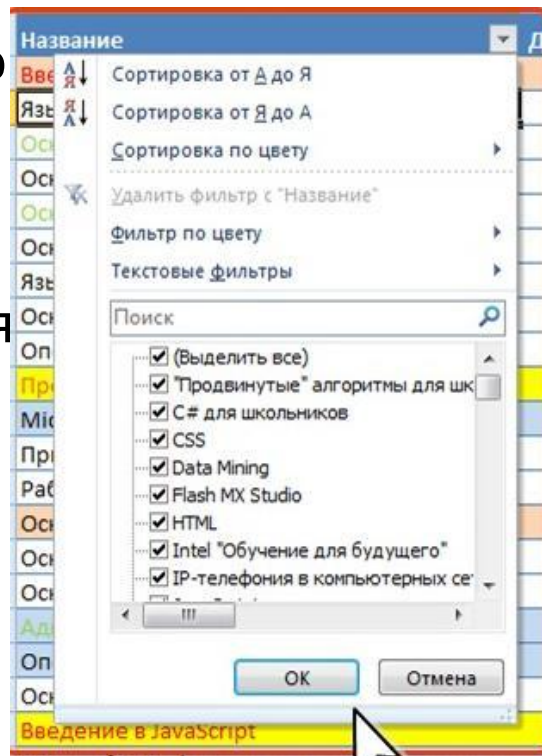 Название
Сортировка от А до Я
Сортировка от Я до А
Сортировка по цвету
Удалить фильтр с "Название"
Фильтр по цвету
Текстовые фильтры
Поиск
(Выделить все)
"Продвинутые" алгоритмы для шк
C# для школьников
CSS
Data Mining
Flash MX Studio
HTML
Intel "Обучение для будущего"
IP-телефония в компьютерных се
ОК
Отмена
Введение в JavaScript